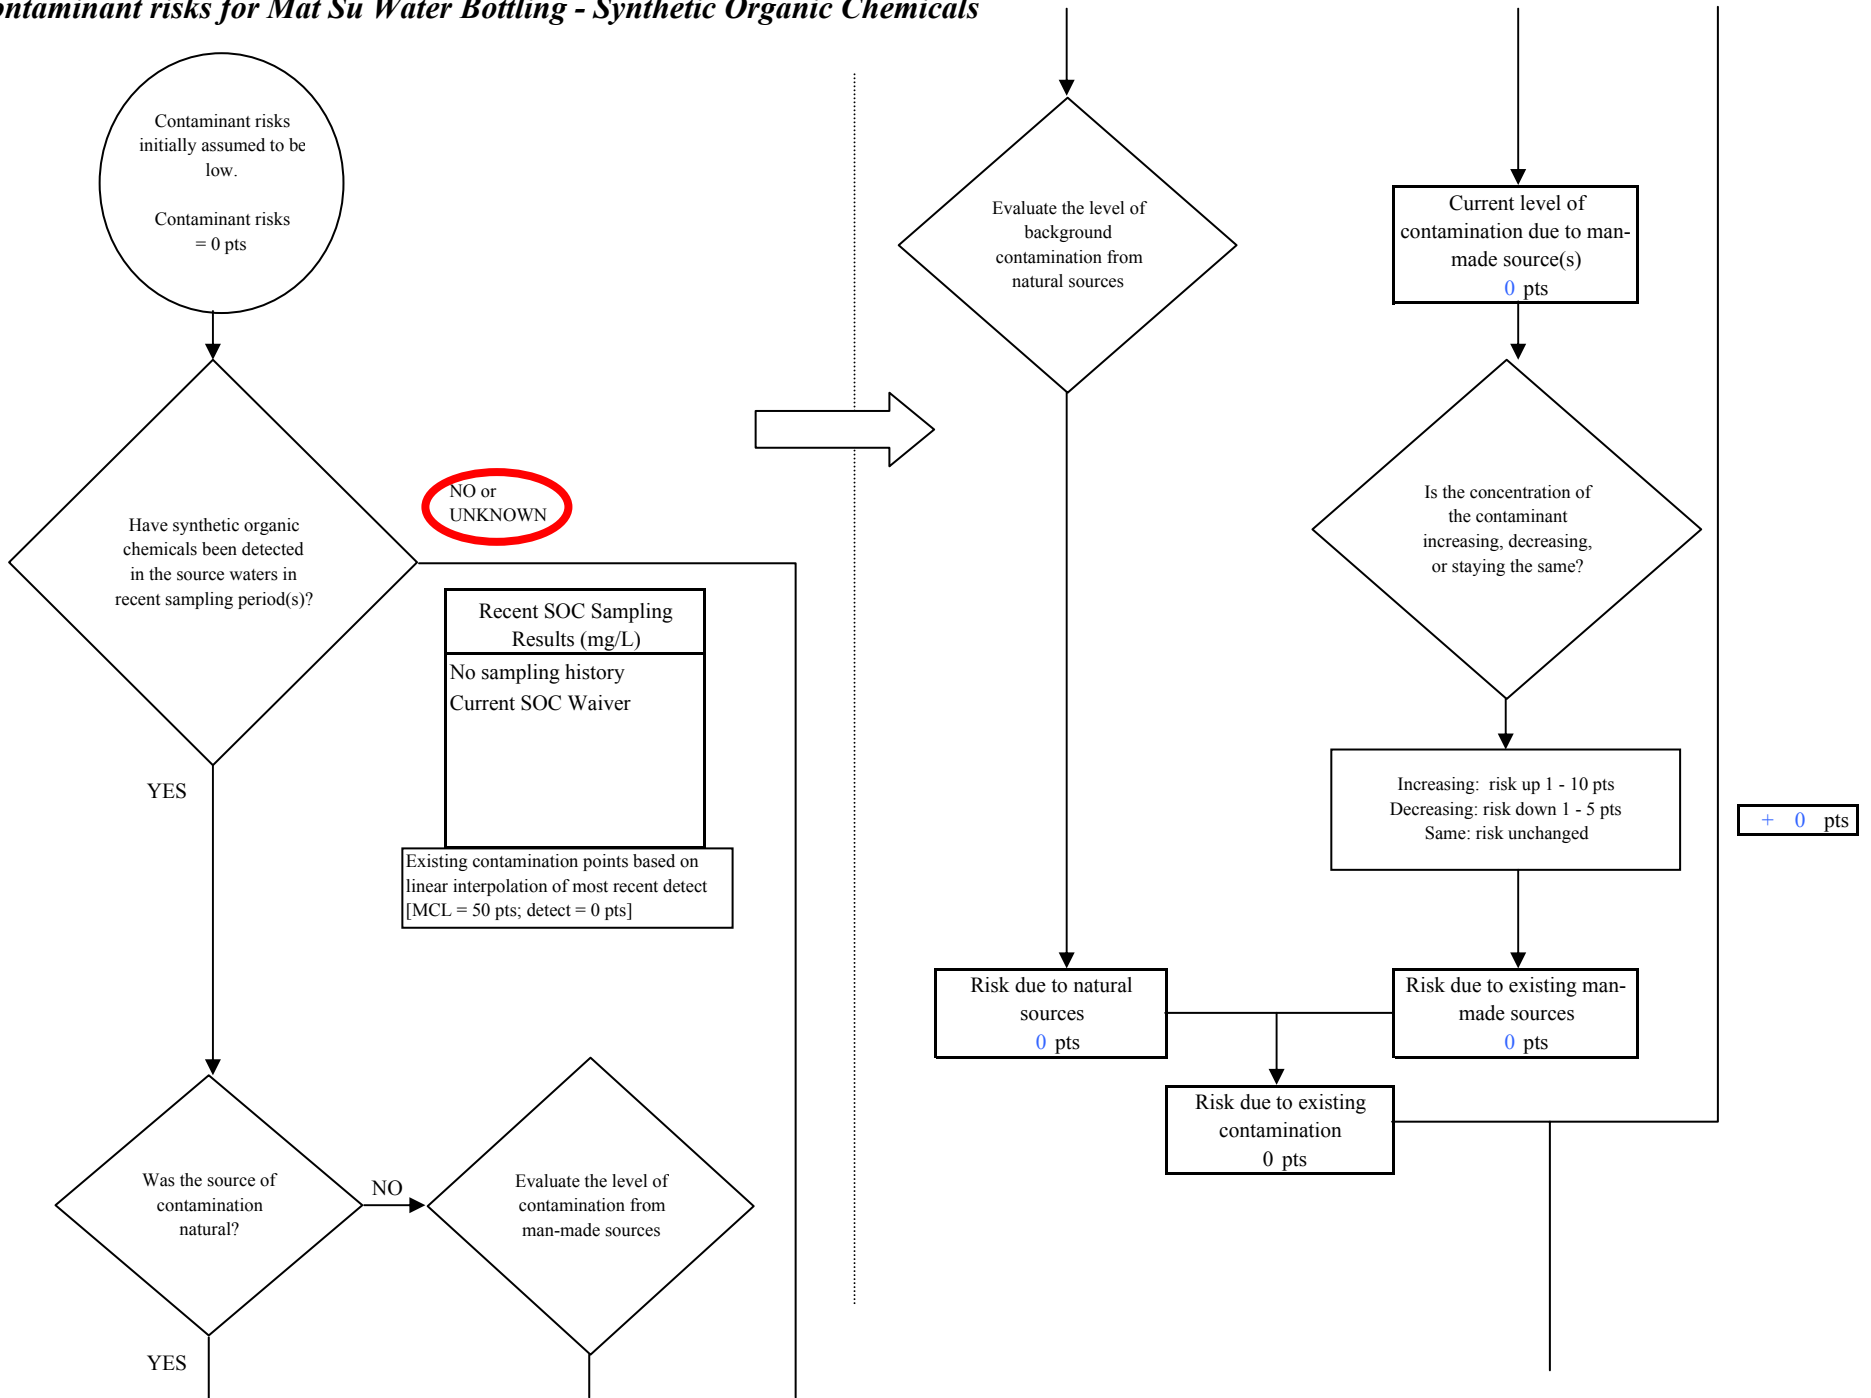 ontaminant risks for Mat Su Water Bottling - Synthetic Organic Chemicals
Contaminant risks
initially assumed to be
low.
Contaminant risks
= 0 pts
Have synthetic organic
chemicals been detected
in the source waters in
recent sampling period(s)?
NO or
UNKNOWN
Recent SOC Sampling
Results (mg/L)
No sampling history
Current SOC Waiver
Existing contamination points based on
linear interpolation of most recent detect
[MCL = 50 pts; detect = 0 pts]
YES
Was the source of
contamination
natural?
NO
Evaluate the level of
contamination from
man-made sources
YES
Evaluate the level of
background
contamination from
natural sources
Current level of
contamination due to man-
made source(s)
0 pts
Is the concentration of
the contaminant
increasing, decreasing,
or staying the same?
Increasing: risk up 1 - 10 pts
Decreasing: risk down 1 - 5 pts
Same: risk unchanged
+ 0 pts
Risk due to natural
sources
0 pts
Risk due to existing man-
made sources
0 pts
Risk due to existing
contamination
0 pts